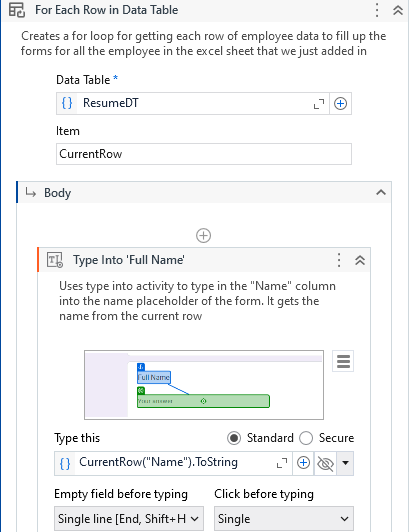 For Each Row in Data Table
Creates a for loop for getting each row of employee data to fill up the
forms for all the employee in the excel sheet that we just added in
Data Table *
{} ResumeDT
Item
CurrentRow
Body
Type Into 'Full Name'
Uses type into activity to type in the "Name" column
into the name placeholder of the form. It gets the
name from the current row
Full Name
Your answer
Type this Standard Secure
{} CurrentRow("Name").ToString
Empty field before typing Click before typing
Single line [End, Shift+H Single